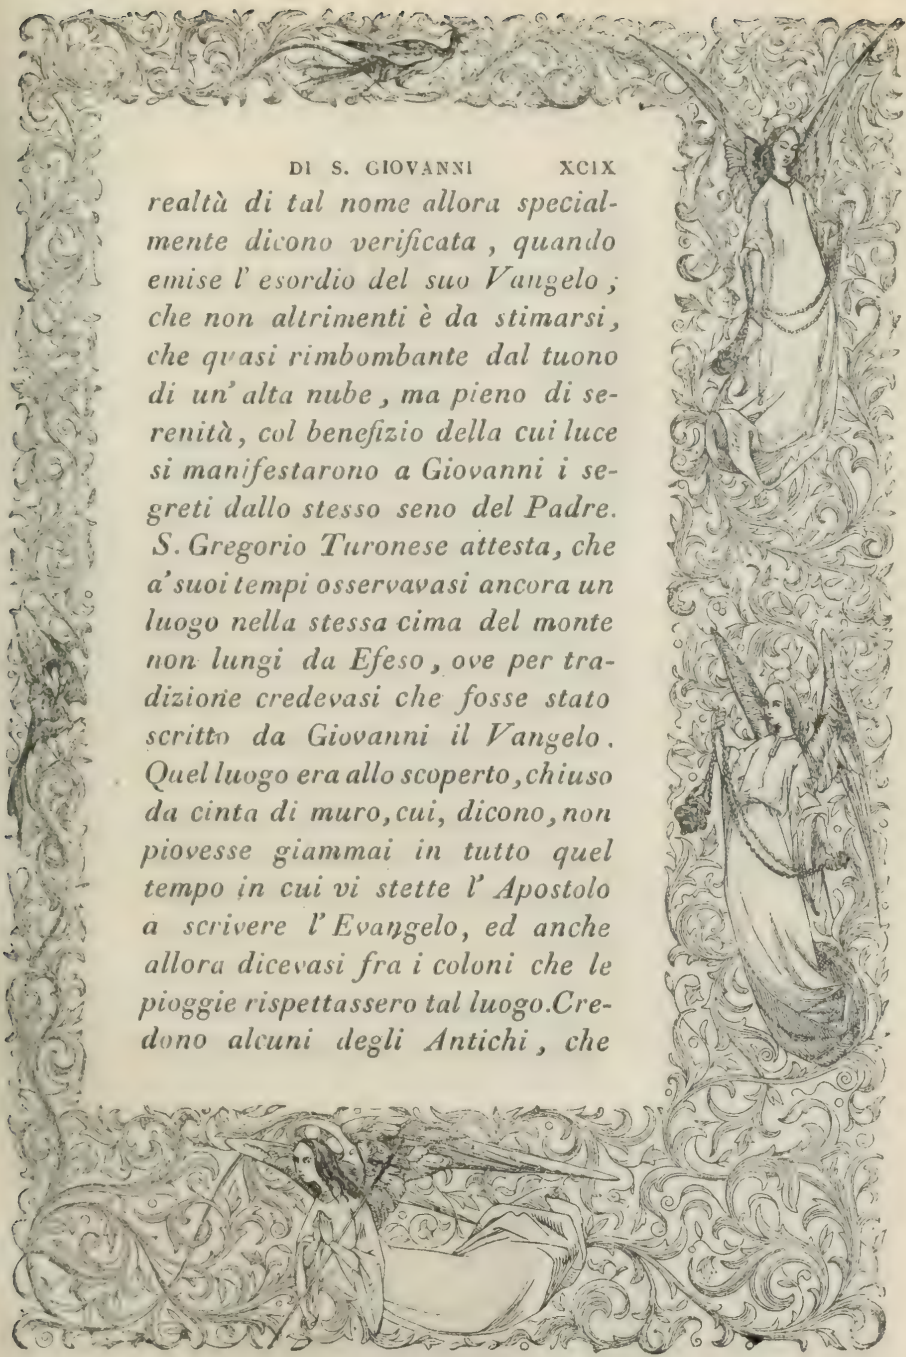 DI S. GIOVANNI XCIX
realtà di tal nome allora special-
mente dicono verificata , quando
emise l' esordio del suo Vangelo ;
che non altrimenti è da stimarsi,
che quasi rimbombante dal tuono
di un' alta nube , ma pieno di se-
renità, col benefizio della cui luce
si manifestarono a Giovanni i se-
greti dallo stesso seno del Padre.
S. Gregorio Turonese attesta, che
a' suoi tempi osservavasi ancora un
luogo nella stessa cima del monte
non lungi da Efeso , ove per tra-
dizione credevasi che fosse stato
scritto da Giovanni il Vangelo .
Quel luogo era allo scoperto, chiuso
da cinta di muro, cui, dicono, non
piovesse giammai in tutto quel
tempo in cui vi stette l' Apostolo
a scrivere l' Evangelo, ed anche
allora dicevasi fra i coloni che le
pioggie rispettassero tal luogo. Cre-
dono alcuni degli Antichi , che